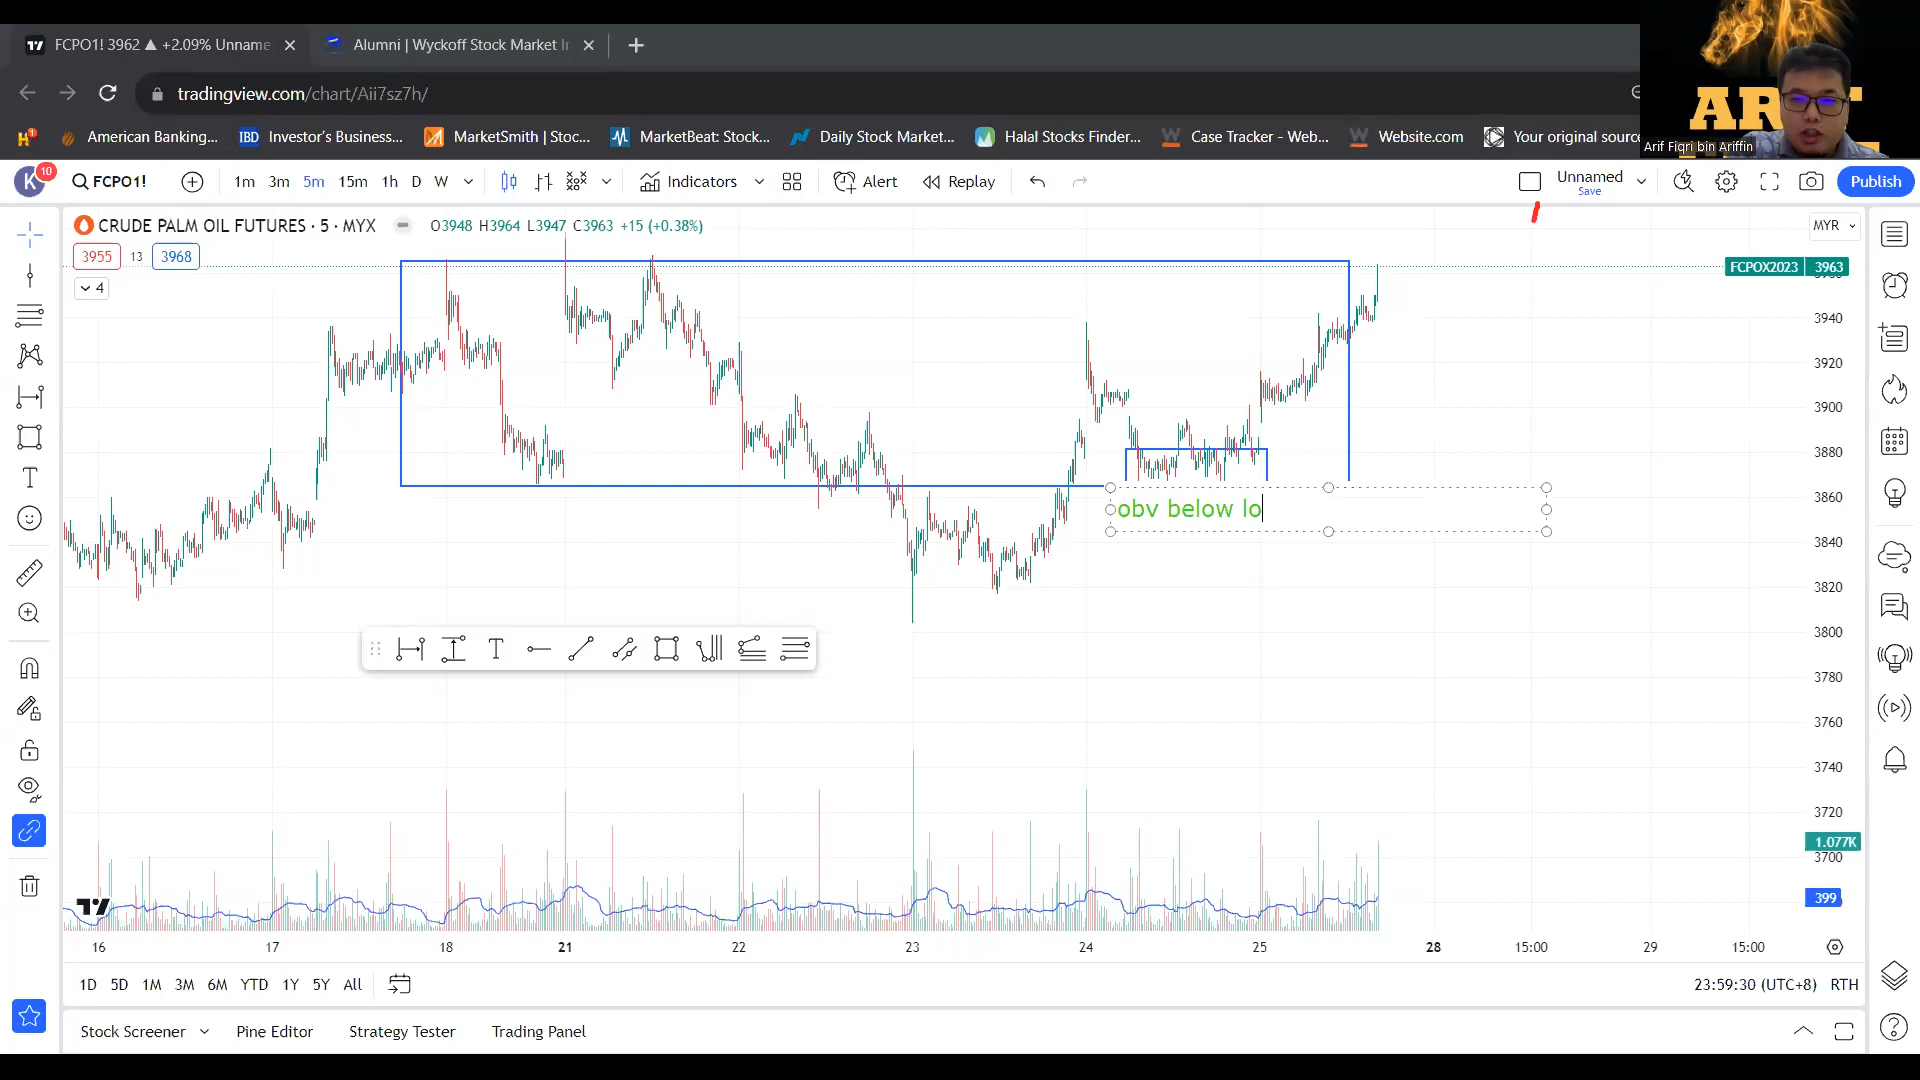 FCPO1! 3962 ▲ +2.09% Unname
Alumni | Wyckoff Stock Market In
tradingview.com/chart/Aii7sz7h/
American Banking...
IBD Investor's Business...
MarketSmith | Stoc...
MarketBeat: Stock...
Daily Stock Market...
Halal Stocks Finder...
Case Tracker - Web...
Website.com
Your original source
Arif Fiqri bin Ariffin
K 10
FCPO1!
1m 3m 5m 15m 1h D W
Indicators
Alert
Replay
Unnamed
Save
Publish
CRUDE PALM OIL FUTURES · 5 · MYX
O3948 H3964 L3947 C3963 +15 (+0.38%)
MYR
3955 13 3968
4
FCPOX2023 3963
3940
3920
3900
3880
3860
obv below lo
3840
3820
3800
3780
3760
3740
3720
1.077K
3700
399
16 17 18 21 22 23 24 25 28 15:00 29 15:00
1D 5D 1M 3M 6M YTD 1Y 5Y All
23:59:30 (UTC+8) RTH
Stock Screener Pine Editor Strategy Tester Trading Panel